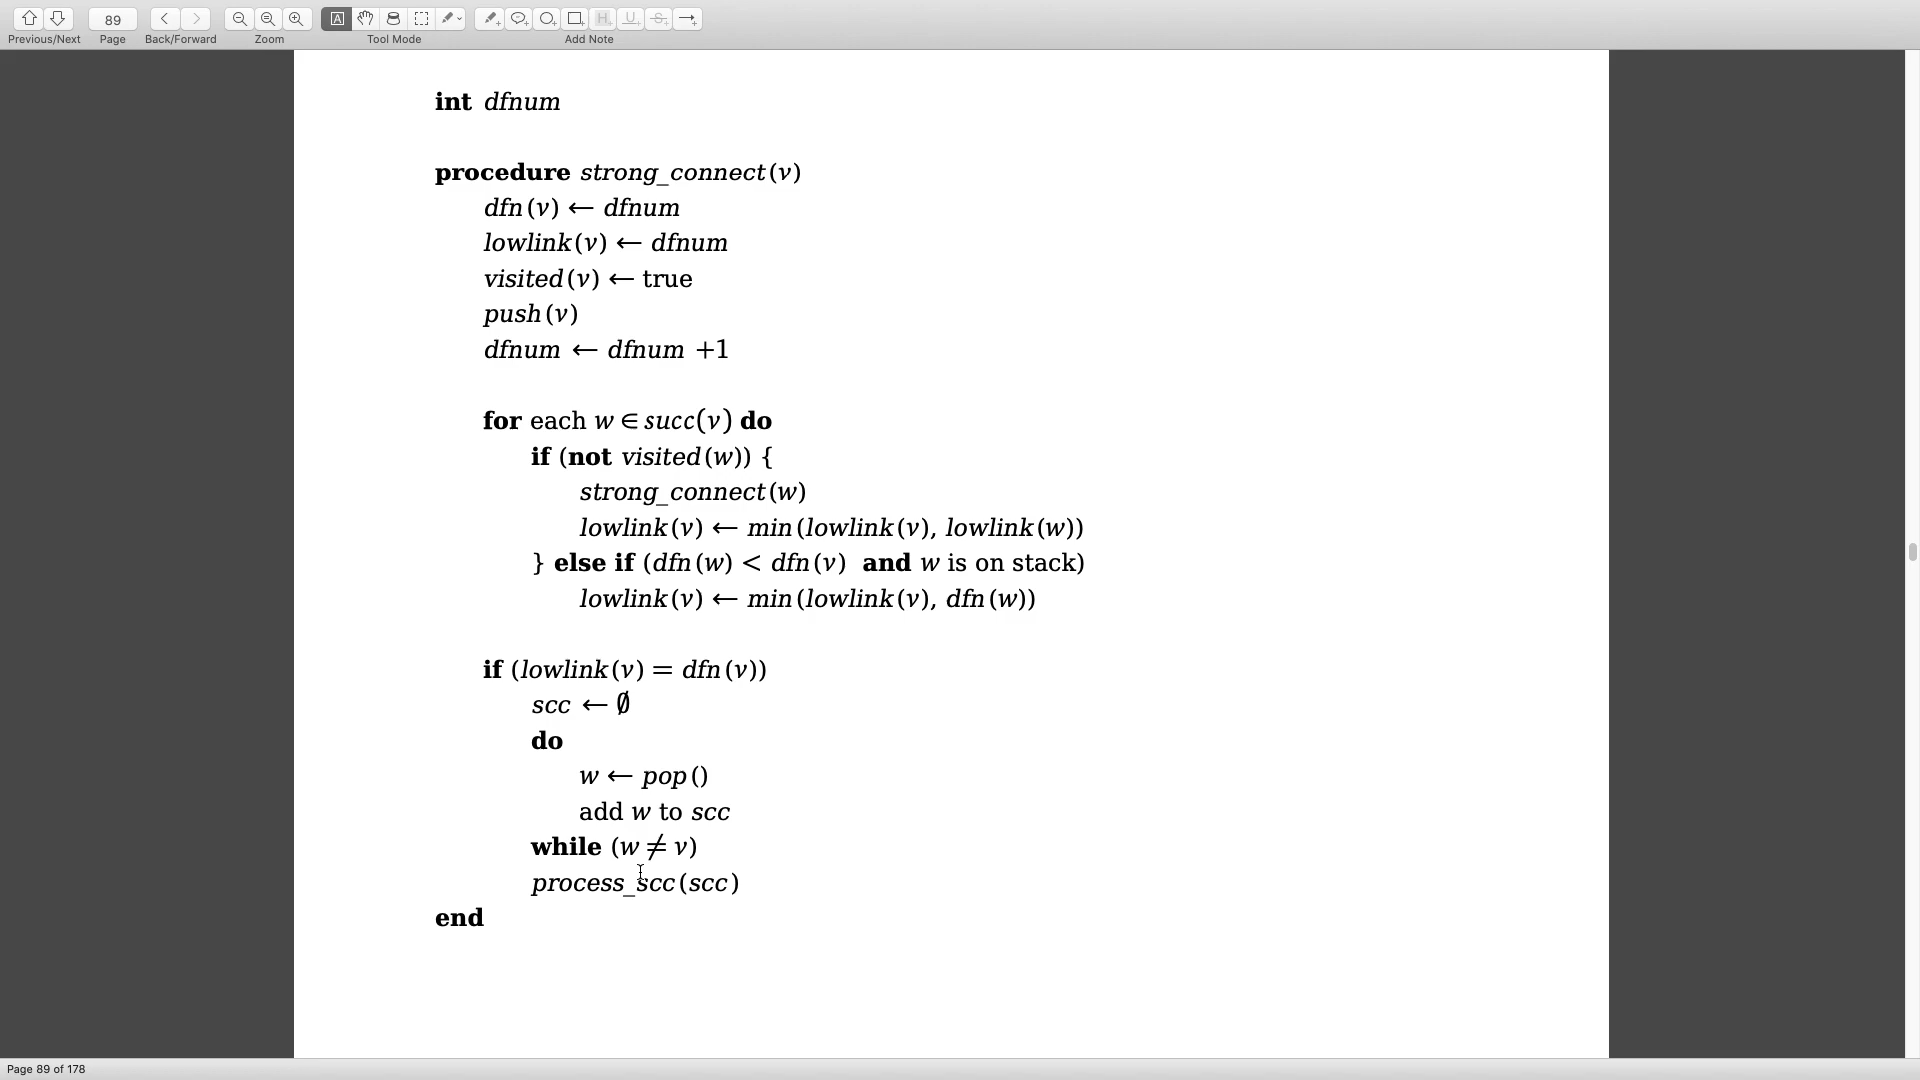 89
Previous/Next Page Back/Forward Zoom Tool Mode Add Note
int dfnum
procedure strong_connect(v)
dfn(v) ← dfnum
lowlink(v) ← dfnum
visited(v) ← true
push(v)
dfnum ← dfnum +1
for each w ∈ succ(v) do
if (not visited(w)) {
strong_connect(w)
lowlink(v) ← min(lowlink(v), lowlink(w))
} else if (dfn(w) < dfn(v) and w is on stack)
lowlink(v) ← min(lowlink(v), dfn(w))
if (lowlink(v) = dfn(v))
scc ← ∅
do
w ← pop()
add w to scc
while (w ≠ v)
process_scc(scc)
end
Page 89 of 178